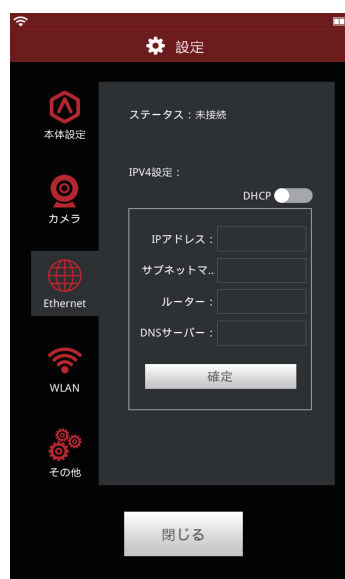 設定
本体設定
カメラ
Ethernet
WLAN
その他
ステータス：未接続
IPV4設定：
DHCP
IPアドレス：
サブネットマ..
ルーター：
DNSサーバー：
確定
閉じる